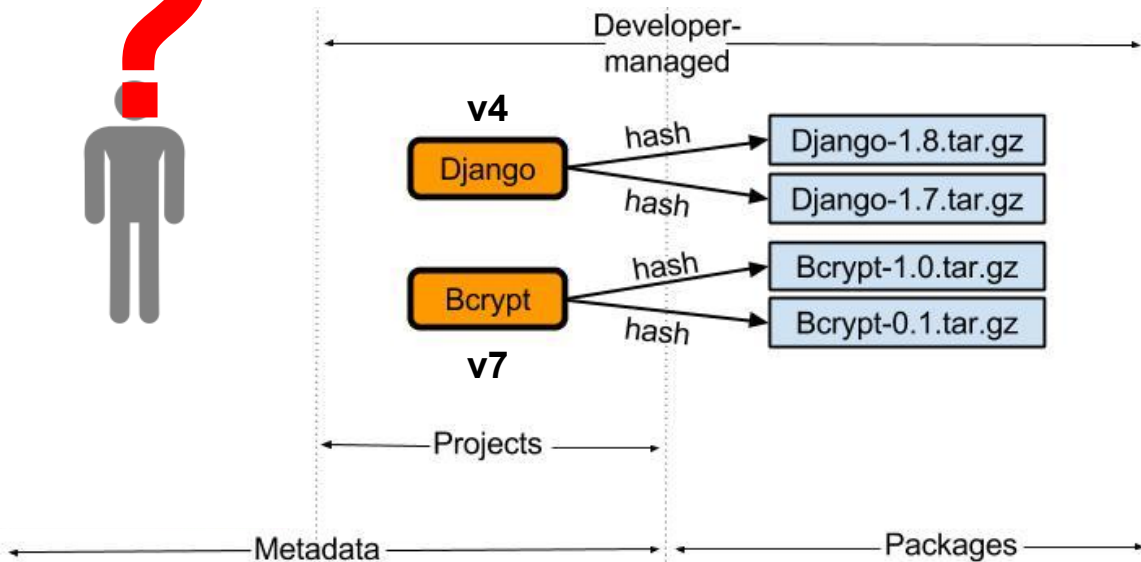 Developer-
managed
v4
Django
hash
hash
Django-1.8.tar.gz
Django-1.7.tar.gz
Bcrypt
hash
hash
Bcrypt-1.0.tar.gz
Bcrypt-0.1.tar.gz
v7
Projects
Metadata
Packages
?